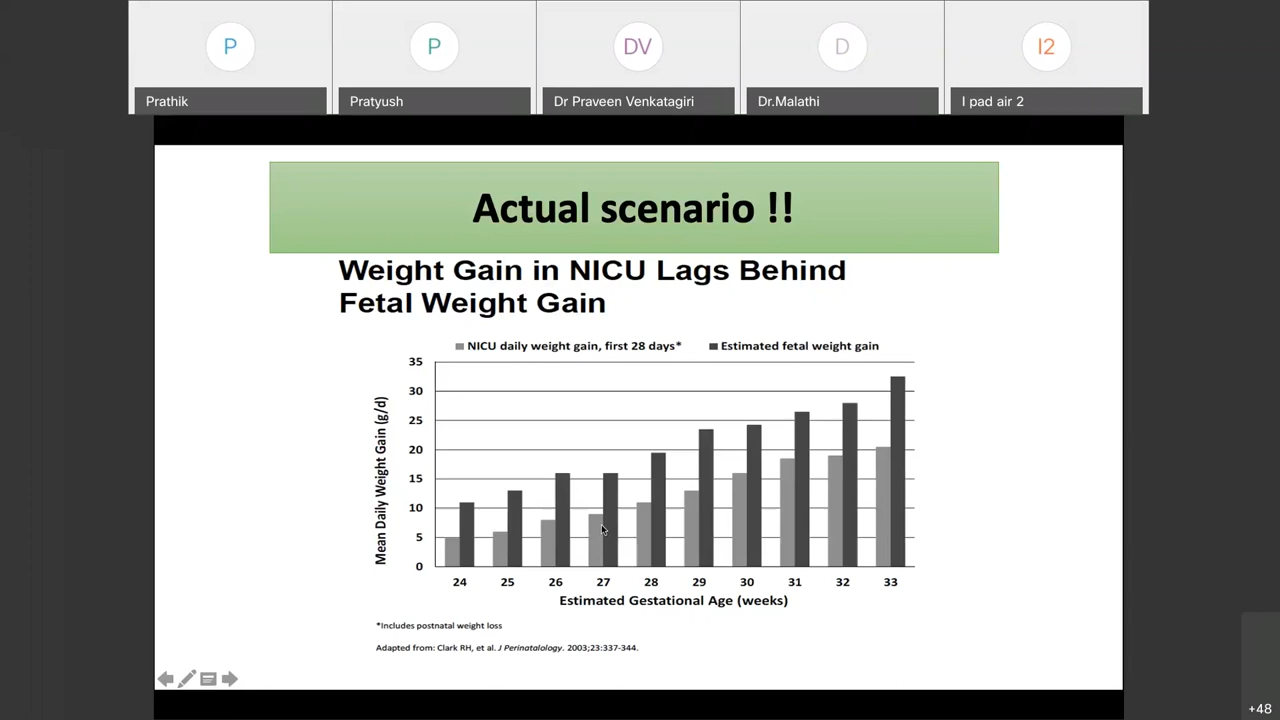 P
P
DV
D
I2
Prathik
Pratyush
Dr Praveen Venkatagiri
Dr.Malathi
I pad air 2
Actual scenario !!
Weight Gain in NICU Lags Behind
Fetal Weight Gain
NICU daily weight gain, first 28 days*
Estimated fetal weight gain
Mean Daily Weight Gain (g/d)
35
30
25
20
15
10
5
0
24 25 26 27 28 29 30 31 32 33
Estimated Gestational Age (weeks)
*Includes postnatal weight loss
Adapted from: Clark RH, et al. J Perinatalology. 2003;23:337-344.
+48